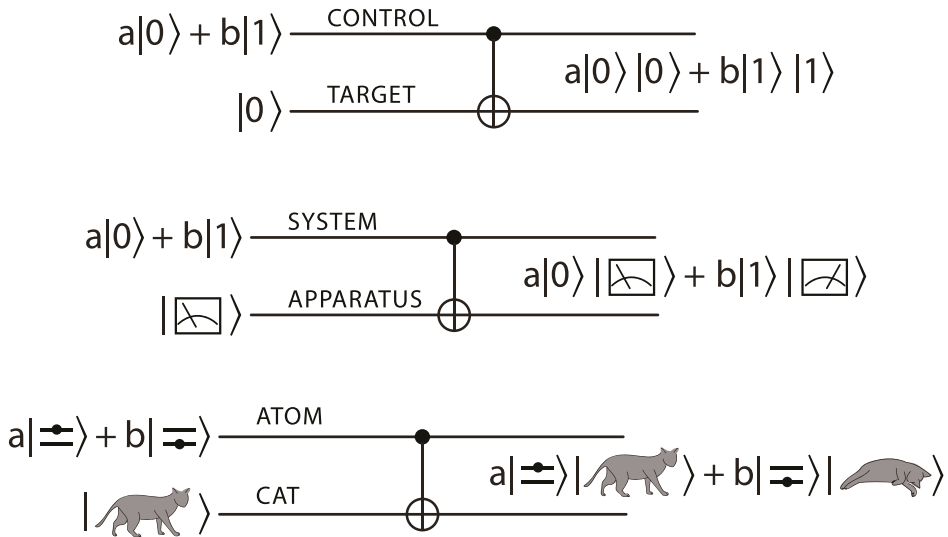 a|0⟩ + b|1⟩ CONTROL
a|0⟩|0⟩ + b|1⟩|1⟩
|0⟩ TARGET
a|0⟩ + b|1⟩ SYSTEM
a|0⟩| ⟩ + b|1⟩| ⟩
| ⟩ APPARATUS
a| ⟩ + b| ⟩ ATOM
a| ⟩| ⟩ + b| ⟩| ⟩
| ⟩ CAT